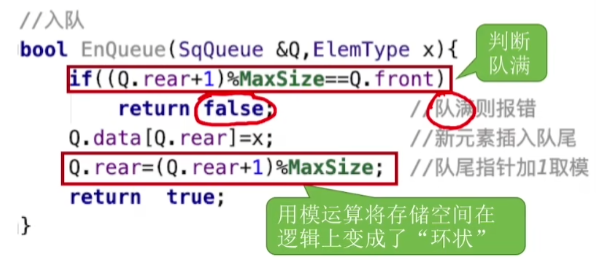 //入队
bool EnQueue(SqQueue &Q,ElemType x){
if((Q.rear+1)%MaxSize==Q.front)
判断
队满
return false; //队满则报错
Q.data[Q.rear]=x; //新元素插入队尾
Q.rear=(Q.rear+1)%MaxSize; //队尾指针加1取模
return true;
用模运算将存储空间在
逻辑上变成了“环状”
}